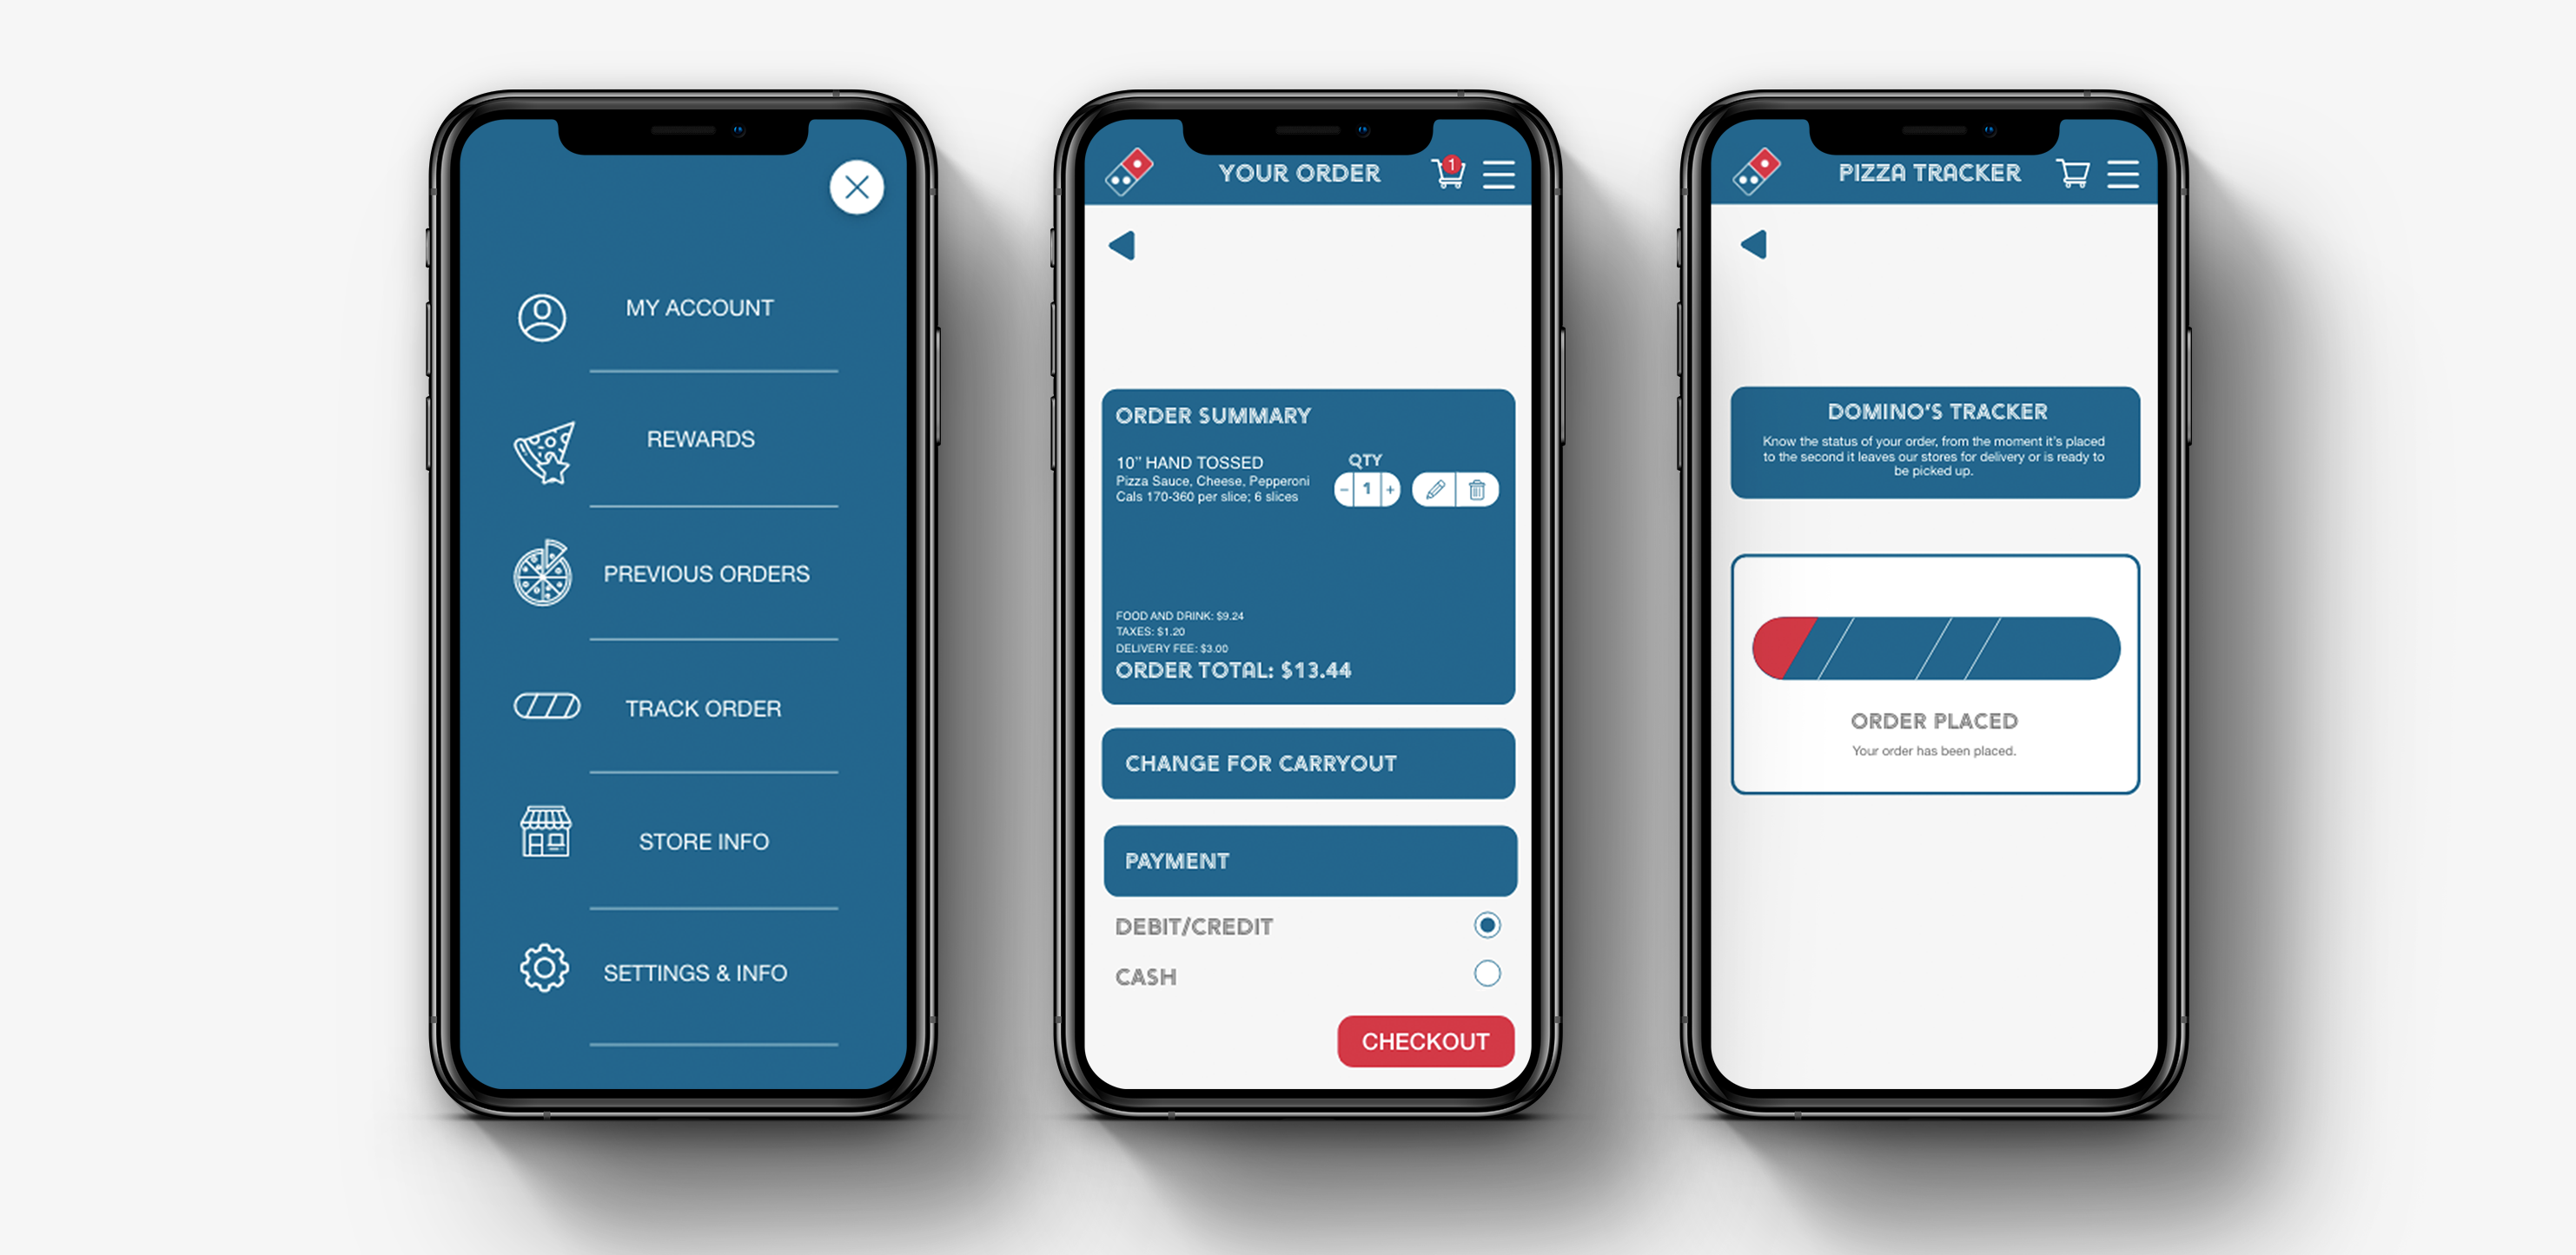 MY ACCOUNT
REWARDS
PREVIOUS ORDERS
TRACK ORDER
STORE INFO
SETTINGS & INFO
YOUR ORDER
1
ORDER SUMMARY
10" HAND TOSSED
Pizza Sauce, Cheese, Pepperoni
Cals 170-360 per slice; 6 slices
QTY
- 1 +
FOOD AND DRINK: $9.24
TAXES: $1.20
DELIVERY FEE: $3.00
ORDER TOTAL: $13.44
CHANGE FOR CARRYOUT
PAYMENT
DEBIT/CREDIT
CASH
CHECKOUT
PIZZA TRACKER
DOMINO'S TRACKER
Know the status of your order, from the moment it's placed
to the second it leaves our stores for delivery or is ready to
be picked up.
ORDER PLACED
Your order has been placed.